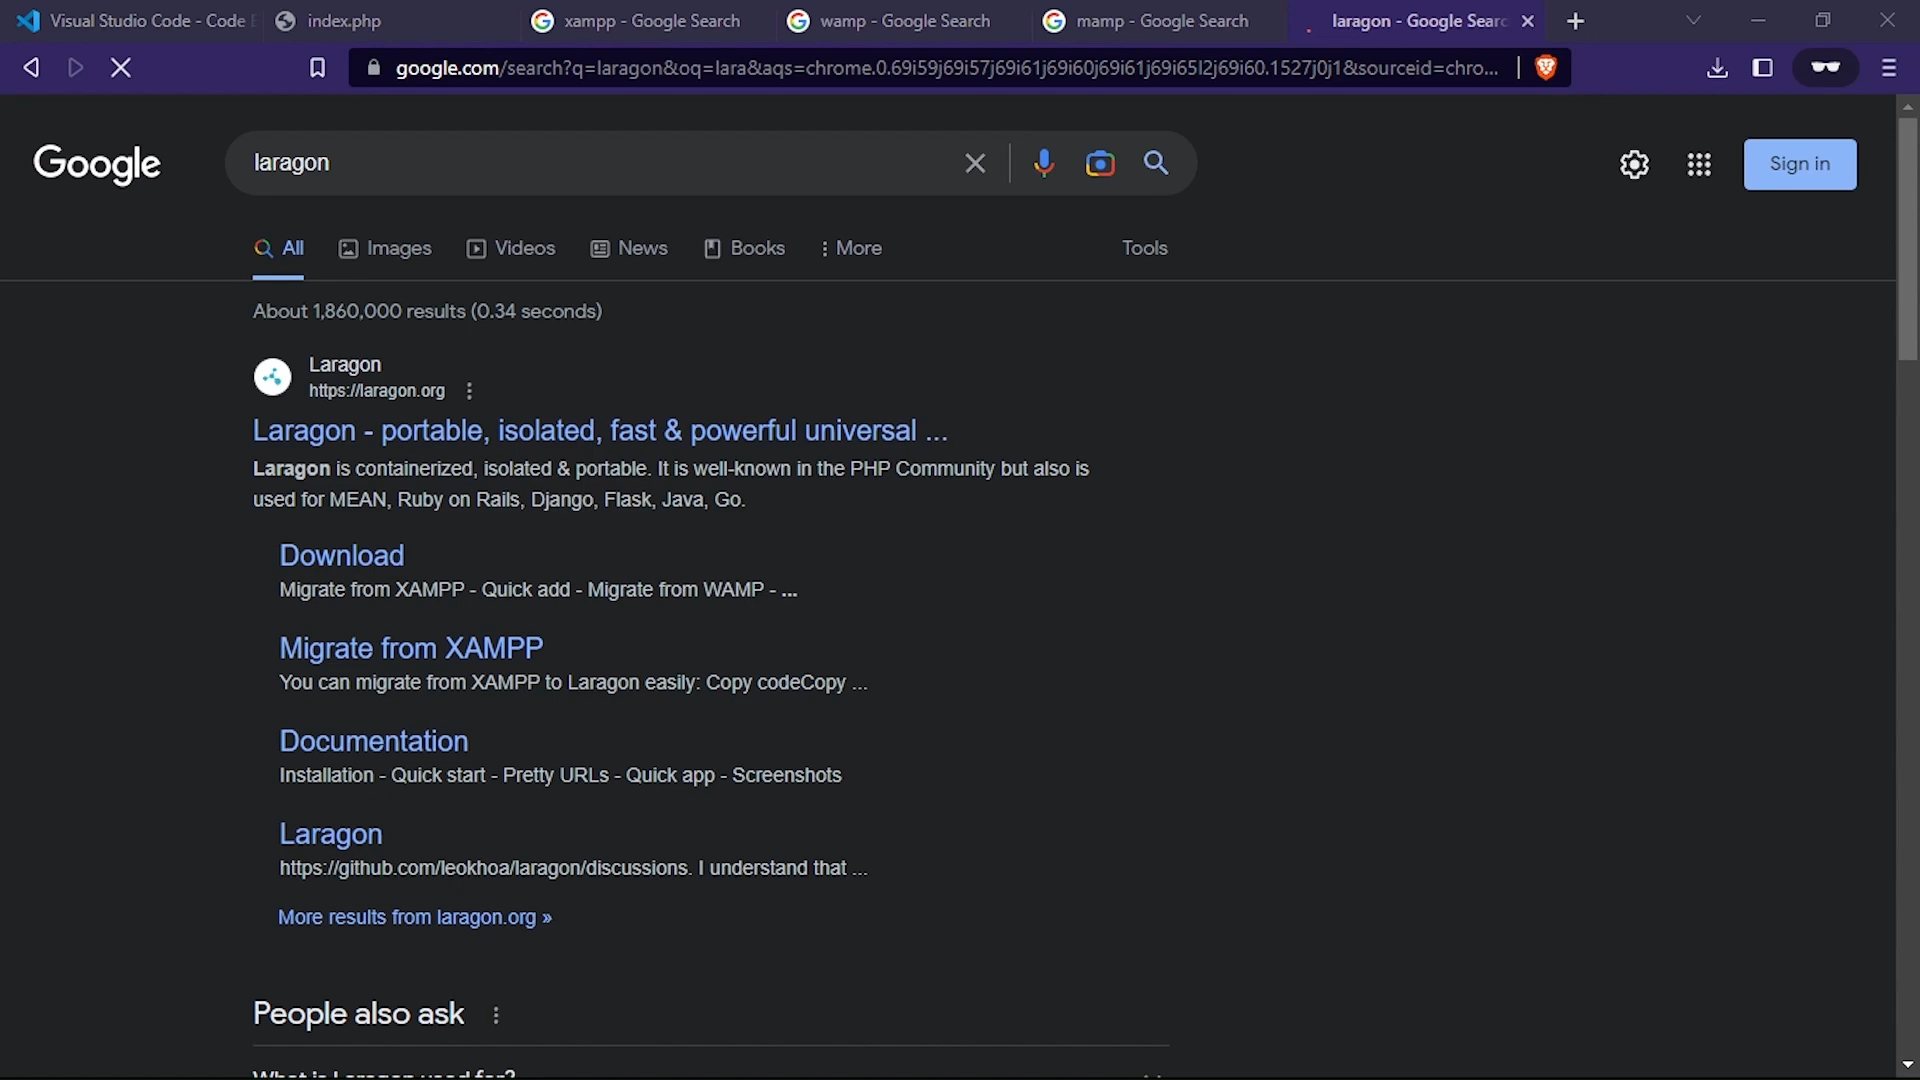 Visual Studio Code - Code
index.php
xampp - Google Search
wamp - Google Search
mamp - Google Search
laragon - Google Sear
google.com/search?q=laragon&oq=lara&aqs=chrome.0.69i59j69i57j69i61j69i60j69i61j69i65l2j69i60.1527j0j1&sourceid=chro...
Google
laragon
Sign in
All
Images
Videos
News
Books
More
Tools
About 1,860,000 results (0.34 seconds)
Laragon
https://laragon.org
Laragon - portable, isolated, fast & powerful universal ...
Laragon is containerized, isolated & portable. It is well-known in the PHP Community but also is
used for MEAN, Ruby on Rails, Django, Flask, Java, Go.
Download
Migrate from XAMPP - Quick add - Migrate from WAMP - ...
Migrate from XAMPP
You can migrate from XAMPP to Laragon easily: Copy codeCopy ...
Documentation
Installation - Quick start - Pretty URLs - Quick app - Screenshots
Laragon
https://github.com/leokhoa/laragon/discussions. I understand that ...
More results from laragon.org »
People also ask
What is Laragon used for?